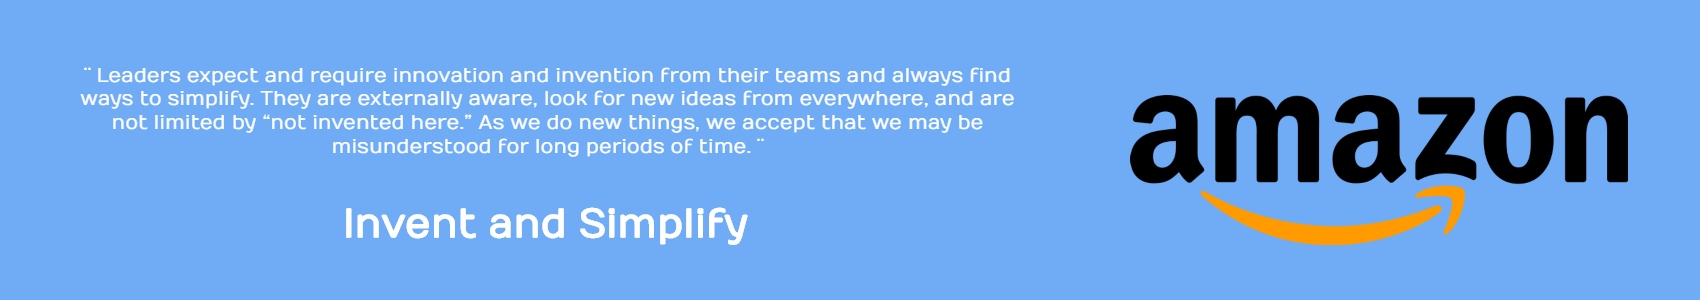 ¨ Leaders expect and require innovation and invention from their teams and always find
ways to simplify. They are externally aware, look for new ideas from everywhere, and are
not limited by “not invented here.” As we do new things, we accept that we may be
misunderstood for long periods of time. ¨
Invent and Simplify
amazon